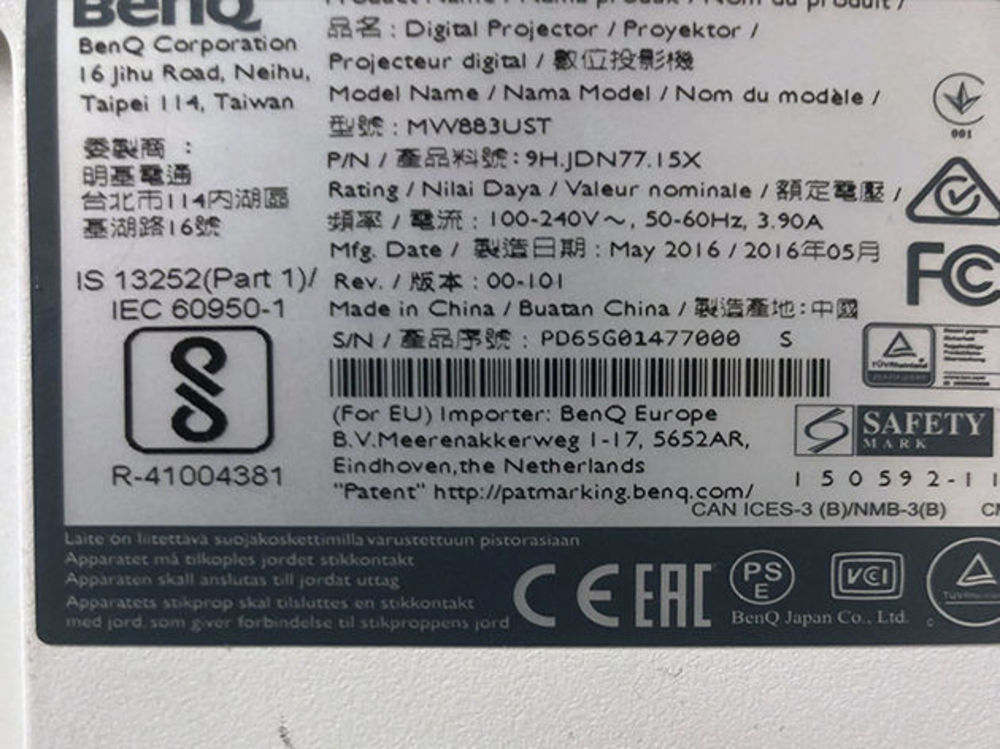 BenQ
BenQ Corporation
16 Jihu Road, Neihu,
Taipei 114, Taiwan
委製商 :
明基電通
台北市114內湖區
基湖路16號
IS 13252(Part 1)/
IEC 60950-1
R-41004381
Product Name / Nama produk / Nom du produit /
品名 : Digital Projector / Proyektor /
Projecteur digital / 數位投影機
Model Name / Nama Model / Nom du modèle /
型號 : MW883UST
P/N / 產品料號: 9H.JDN77.15X
Rating / Nilai Daya / Valeur nominale / 額定電壓 /
頻率 / 電流 : 100-240V～, 50-60Hz, 3.90A
Mfg. Date / 製造日期 : May 2016 / 2016年05月
Rev. / 版本 : 00-101
Made in China / Buatan China / 製造產地: 中國
S/N / 產品序號 : PD65G01477000 S
(For EU) Importer: BenQ Europe
B.V.Meerenakkerweg 1-17, 5652AR,
Eindhoven,the Netherlands
"Patent" http://patmarking.benq.com/
001
FC
TÜVRheinland
SAFETY
MARK
150592-11
CAN ICES-3 (B)/NMB-3(B)
Laite on liitettävä suojakoskettimilla varustettuun pistorasiaan
Apparatet må tilkoples jordet stikkontakt
Apparaten skall anslutas till jordat uttag
Apparatets stikprop skal tilsluttes en stikkontakt
med jord, som giver forbindelse til stikproppens jord
CE EAC
PS
E
VCI
BenQ Japan Co., Ltd.